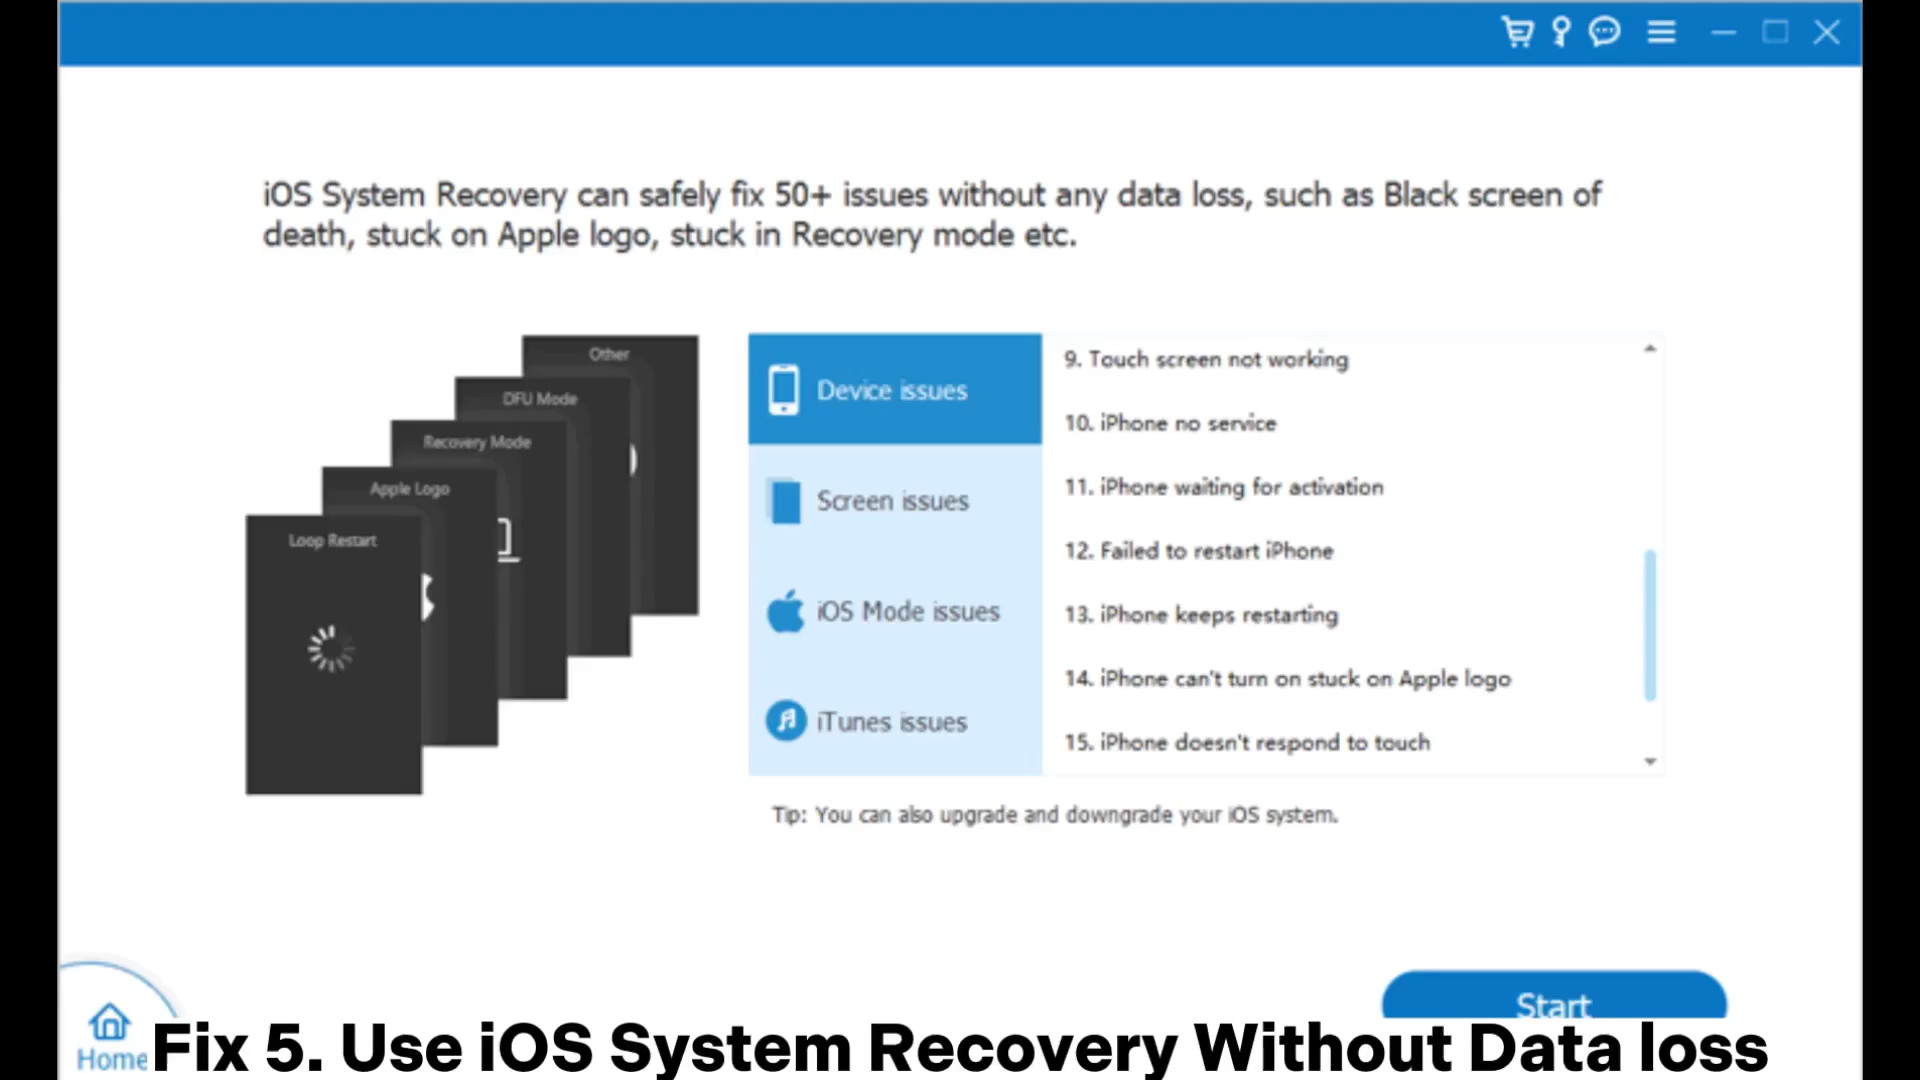 iOS System Recovery can safely fix 50+ issues without any data loss, such as Black screen of
death, stuck on Apple logo, stuck in Recovery mode etc.
Other
DFU Mode
Recovery Mode
Apple Logo
Loop Restart
Device issues
Screen issues
iOS Mode issues
iTunes issues
9. Touch screen not working
10. iPhone no service
11. iPhone waiting for activation
12. Failed to restart iPhone
13. iPhone keeps restarting
14. iPhone can't turn on stuck on Apple logo
15. iPhone doesn't respond to touch
Tip: You can also upgrade and downgrade your iOS system.
Start
Home
Fix 5. Use iOS System Recovery Without Data loss